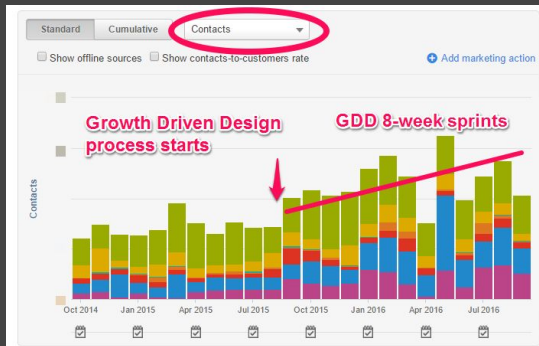 Standard Cumulative Contacts
Show offline sources Show contacts-to-customers rate Add marketing action
Growth Driven Design
process starts
GDD 8-week sprints
Contacts
Oct 2014 Jan 2015 Apr 2015 Jul 2015 Oct 2015 Jan 2016 Apr 2016 Jul 2016